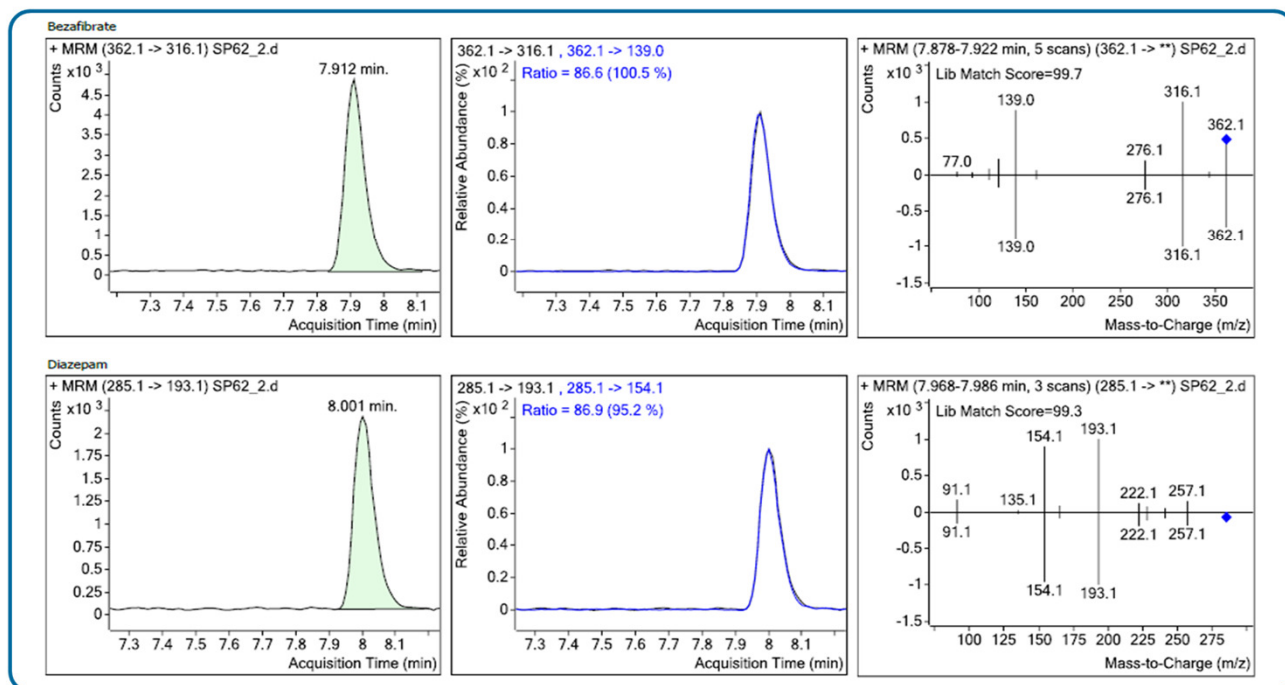 Bezafibrate
+ MRM (362.1 -> 316.1) SP62_2.d
Counts
x10 3
7.912 min.
4.5
4
3.5
3
2.5
2
1.5
1
0.5
0
7.3 7.4 7.5 7.6 7.7 7.8 7.9 8 8.1
Acquisition Time (min)
362.1 -> 316.1 , 362.1 -> 139.0
Relative Abundance (%)
x10 2
Ratio = 86.6 (100.5 %)
1
0.8
0.6
0.4
0.2
0
7.3 7.4 7.5 7.6 7.7 7.8 7.9 8 8.1
Acquisition Time (min)
+ MRM (7.878-7.922 min, 5 scans) (362.1 -> **) SP62_2.d
Counts
x10 3
Lib Match Score=99.7
1
0.5
0
-0.5
-1
-1.5
77.0
139.0
276.1
316.1
362.1
139.0
276.1
316.1
362.1
100 150 200 250 300 350
Mass-to-Charge (m/z)
Diazepam
+ MRM (285.1 -> 193.1) SP62_2.d
Counts
x10 3
8.001 min.
2
1.75
1.5
1.25
1
0.75
0.5
0.25
0
7.3 7.4 7.5 7.6 7.7 7.8 7.9 8 8.1
Acquisition Time (min)
285.1 -> 193.1 , 285.1 -> 154.1
Relative Abundance (%)
x10 2
Ratio = 86.9 (95.2 %)
1
0.8
0.6
0.4
0.2
0
7.3 7.4 7.5 7.6 7.7 7.8 7.9 8 8.1
Acquisition Time (min)
+ MRM (7.968-7.986 min, 3 scans) (285.1 -> **) SP62_2.d
Counts
x10 3
Lib Match Score=99.3
1
0.5
0
-0.5
-1
-1.5
91.1
135.1
154.1
193.1
222.1
257.1
91.1
154.1
193.1
222.1
257.1
100 125 150 175 200 225 250 275
Mass-to-Charge (m/z)